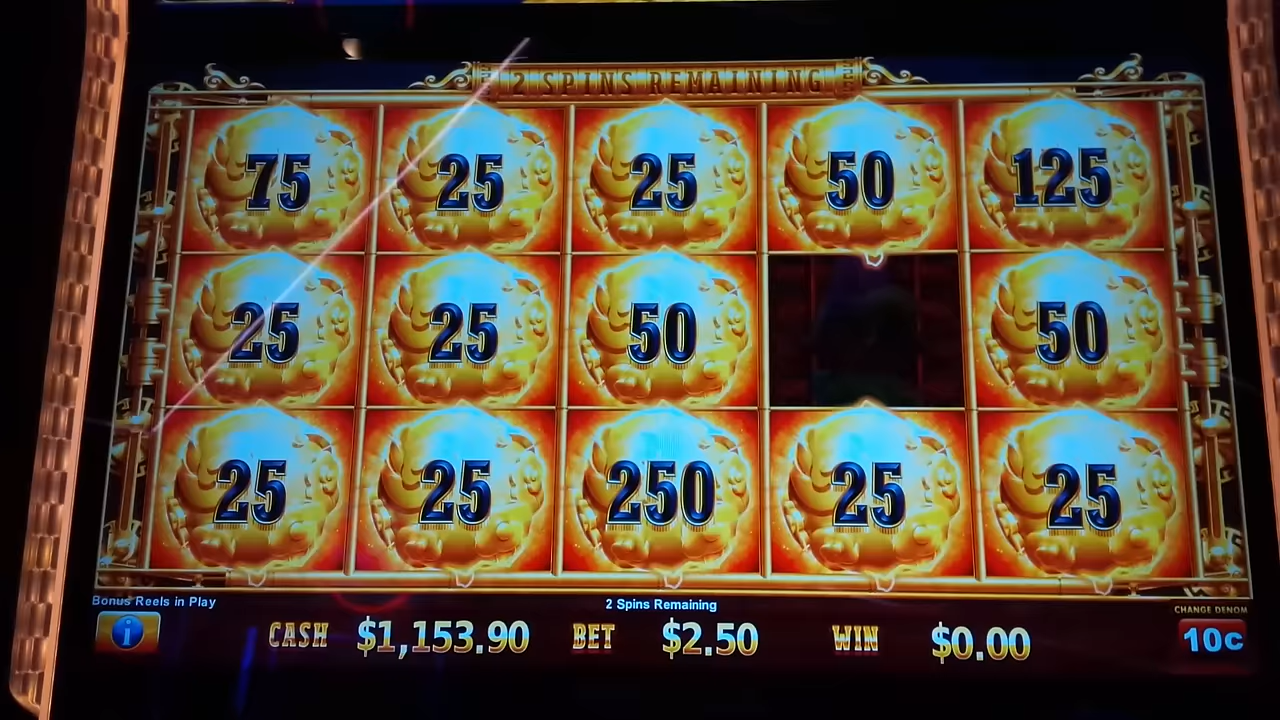 2 SPINS REMAINING
75 25 25 50 125
25 25 50 50
25 25 250 25 25
Bonus Reels in Play 2 Spins Remaining CHANGE DENOM
i CASH $1,153.90 BET $2.50 WIN $0.00 10¢